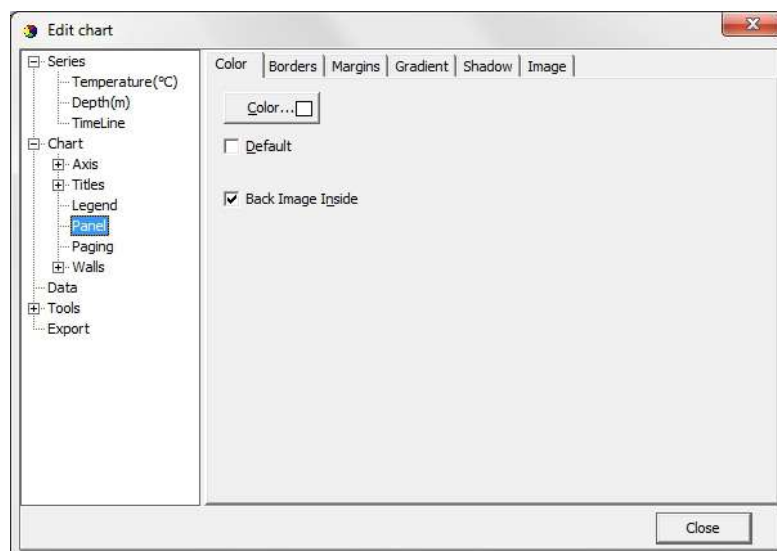 Edit chart
Series
Temperature(°C)
Depth(m)
TimeLine
Chart
Axis
Titles
Legend
Panel
Paging
Walls
Data
Tools
Export
Color Borders Margins Gradient Shadow Image
Color...
Default
Back Image Inside
Close